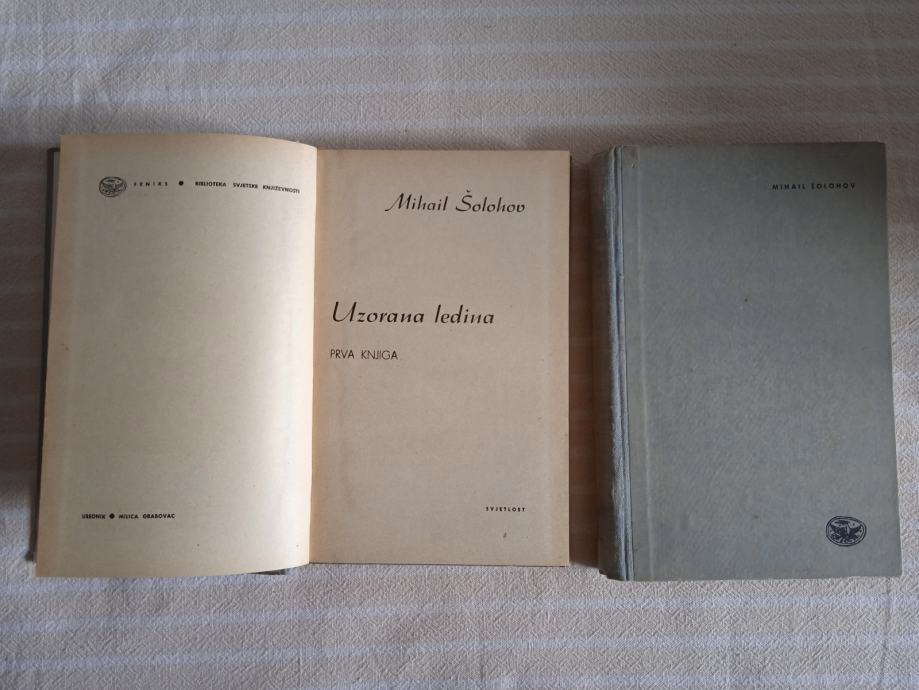 FENIKS ● BIBLIOTEKA SVJETSKE KNJIŽEVNOSTI
UREDNIK ● MILICA GRABOVAC
Mihail Šolohov
Uzorana ledina
PRVA KNJIGA
SVJETLOST
MIHAIL ŠOLOHOV